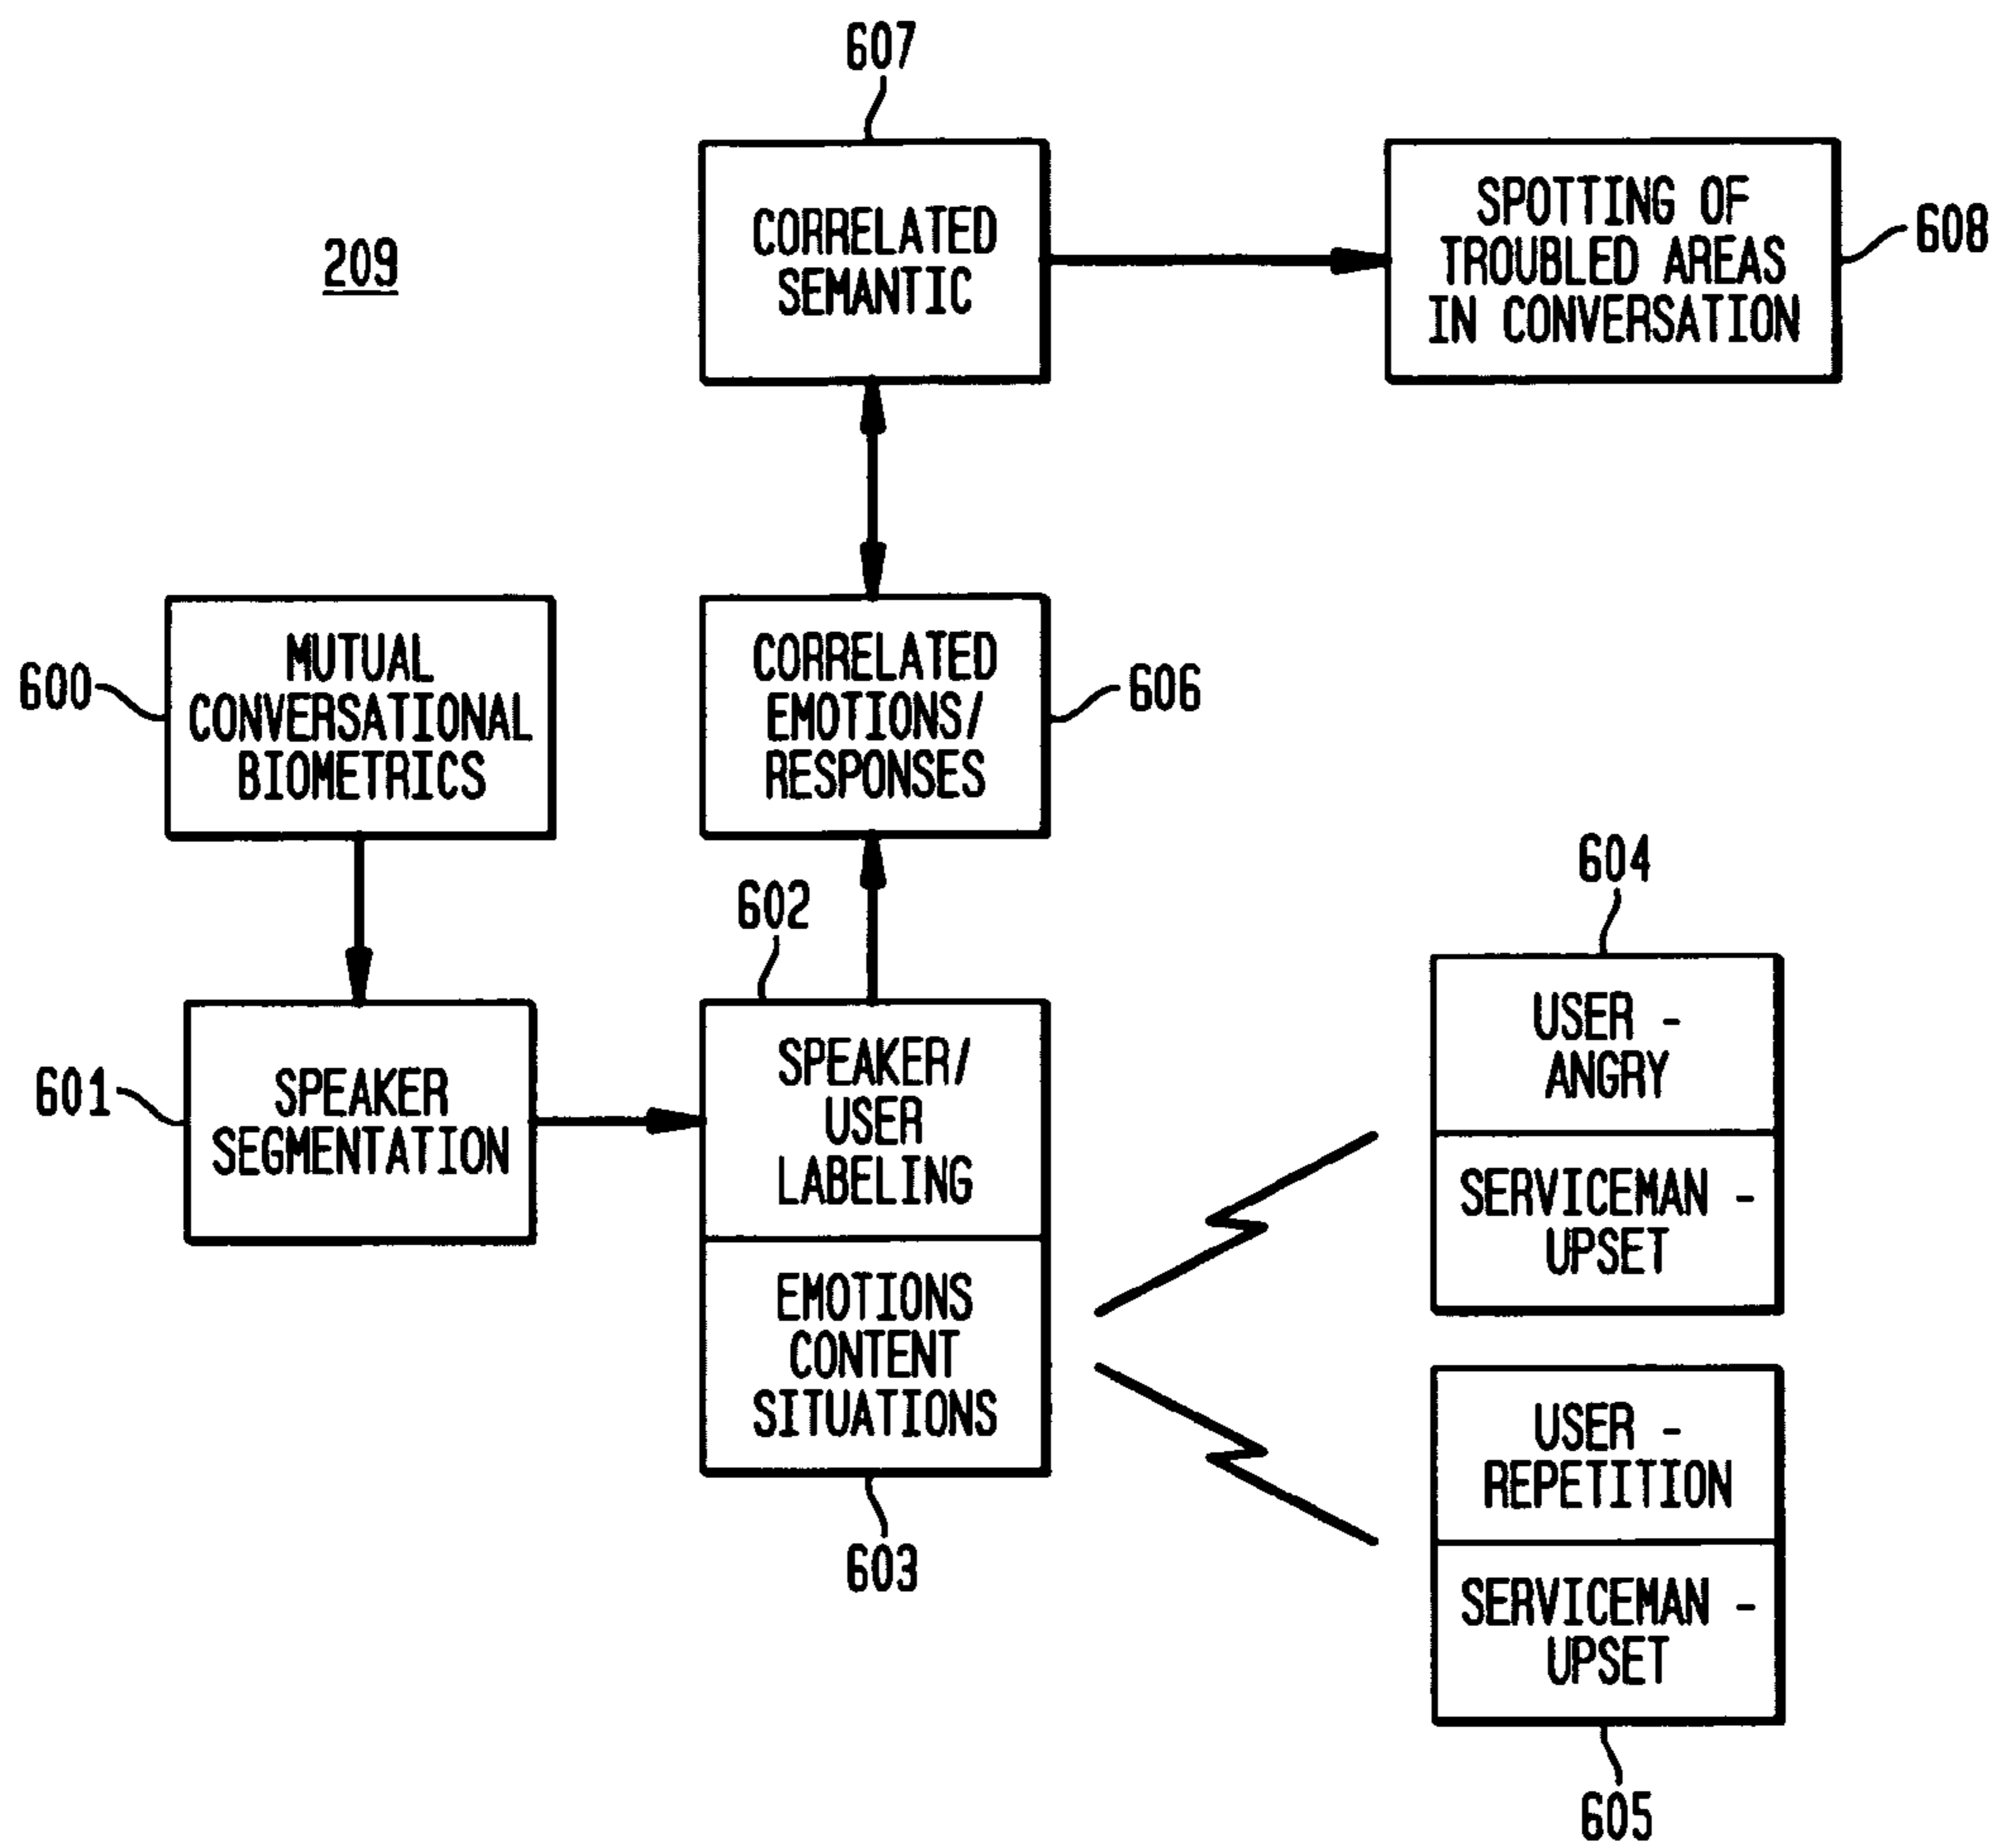 607
CORRELATED
SEMANTIC
SPOTTING OF
TROUBLED AREAS
IN CONVERSATION
608
209
600
MUTUAL
CONVERSATIONAL
BIOMETRICS
CORRELATED
EMOTIONS/
RESPONSES
606
601
SPEAKER
SEGMENTATION
602
SPEAKER/
USER
LABELING
EMOTIONS
CONTENT
SITUATIONS
603
604
USER -
ANGRY
SERVICEMAN -
UPSET
USER -
REPETITION
SERVICEMAN -
UPSET
605